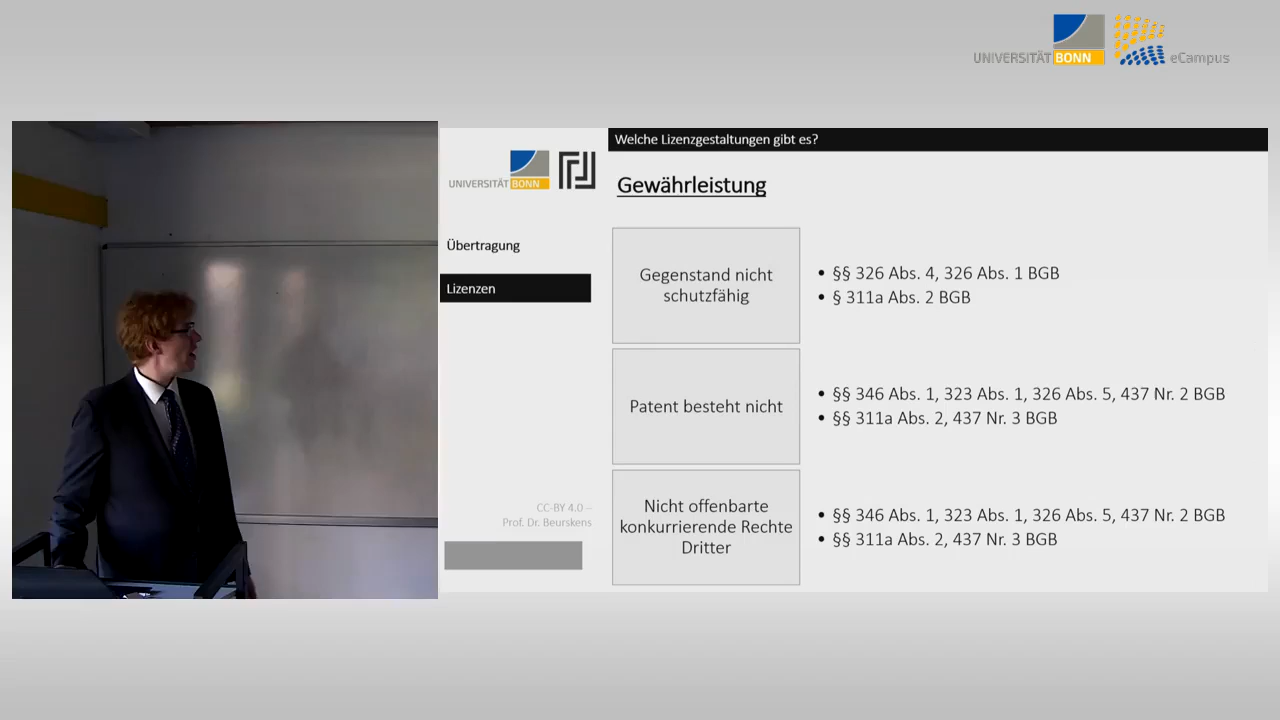 UNIVERSITÄT BONN
eCampus
Welche Lizenzgestaltungen gibt es?
UNIVERSITÄT BONN
Gewährleistung
Übertragung
Lizenzen
Gegenstand nicht
schutzfähig
• §§ 326 Abs. 4, 326 Abs. 1 BGB
• § 311a Abs. 2 BGB
Patent besteht nicht
• §§ 346 Abs. 1, 323 Abs. 1, 326 Abs. 5, 437 Nr. 2 BGB
• §§ 311a Abs. 2, 437 Nr. 3 BGB
Nicht offenbarte
konkurrierende Rechte
Dritter
• §§ 346 Abs. 1, 323 Abs. 1, 326 Abs. 5, 437 Nr. 2 BGB
• §§ 311a Abs. 2, 437 Nr. 3 BGB
CC-BY 4.0 –
Prof. Dr. Beurskens